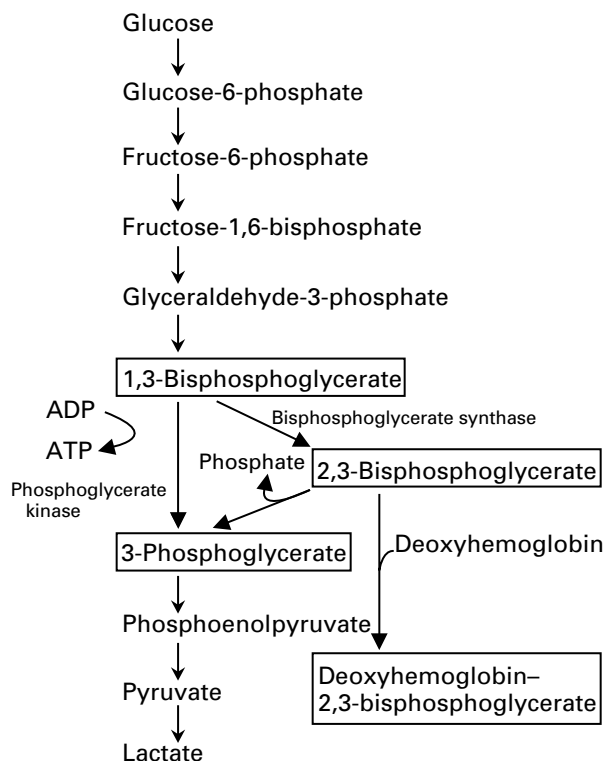 Glucose
Glucose-6-phosphate
Fructose-6-phosphate
Fructose-1,6-bisphosphate
Glyceraldehyde-3-phosphate
1,3-Bisphosphoglycerate
ADP
ATP
Bisphosphoglycerate synthase
Phosphate
2,3-Bisphosphoglycerate
Phosphoglycerate
kinase
3-Phosphoglycerate
Deoxyhemoglobin
Phosphoenolpyruvate
Deoxyhemoglobin–
2,3-bisphosphoglycerate
Pyruvate
Lactate